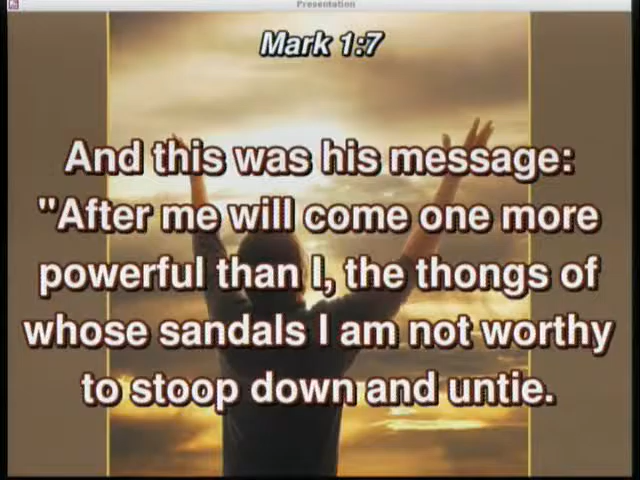 Presentation
Mark 1:7
And this was his message:
"After me will come one more
powerful than I, the thongs of
whose sandals I am not worthy
to stoop down and untie.